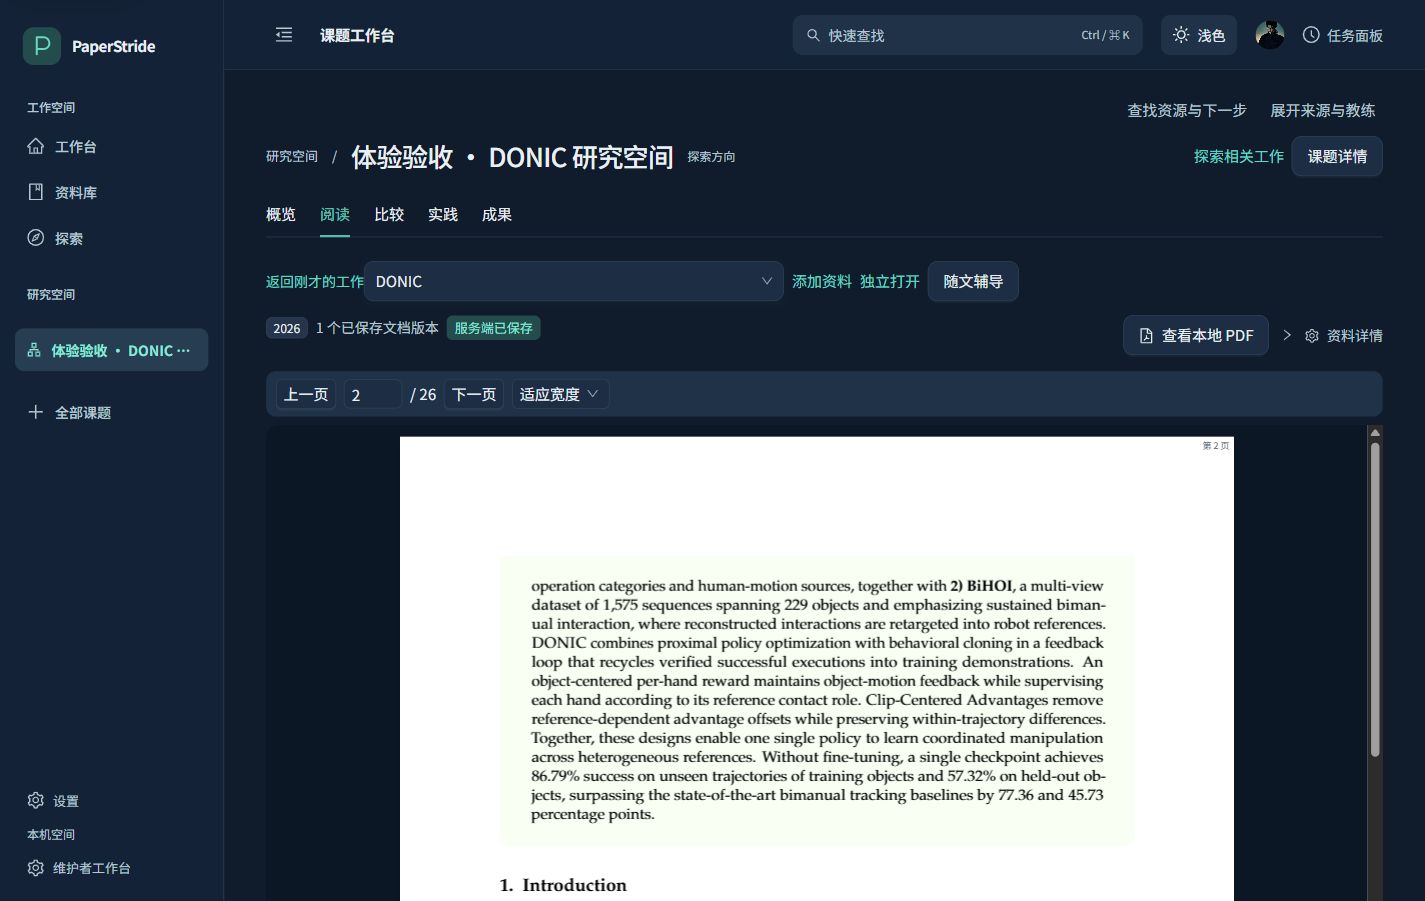 PaperStride
课题工作台
快速查找
Ctrl / ⌘ K
浅色
任务面板
工作空间
工作台
资料库
探索
研究空间
体验验收 • DONIC ···
全部课题
设置
本机空间
维护者工作台
查找资源与下一步
展开来源与教练
研究空间 / 体验验收 • DONIC 研究空间 探索方向
探索相关工作
课题详情
概览 阅读 比较 实践 成果
返回刚才的工作
DONIC
添加资料
独立打开
随文辅导
2026 1 个已保存文档版本 服务端已保存
查看本地 PDF
资料详情
上一页 2 / 26 下一页 适应宽度
第 2 页
operation categories and human-motion sources, together with 2) BiHOI, a multi-view
dataset of 1,575 sequences spanning 229 objects and emphasizing sustained biman-
ual interaction, where reconstructed interactions are retargeted into robot references.
DONIC combines proximal policy optimization with behavioral cloning in a feedback
loop that recycles verified successful executions into training demonstrations. An
object-centered per-hand reward maintains object-motion feedback while supervising
each hand according to its reference contact role. Clip-Centered Advantages remove
reference-dependent advantage offsets while preserving within-trajectory differences.
Together, these designs enable one single policy to learn coordinated manipulation
across heterogeneous references. Without fine-tuning, a single checkpoint achieves
86.79% success on unseen trajectories of training objects and 57.32% on held-out ob-
jects, surpassing the state-of-the-art bimanual tracking baselines by 77.36 and 45.73
percentage points.
1. Introduction